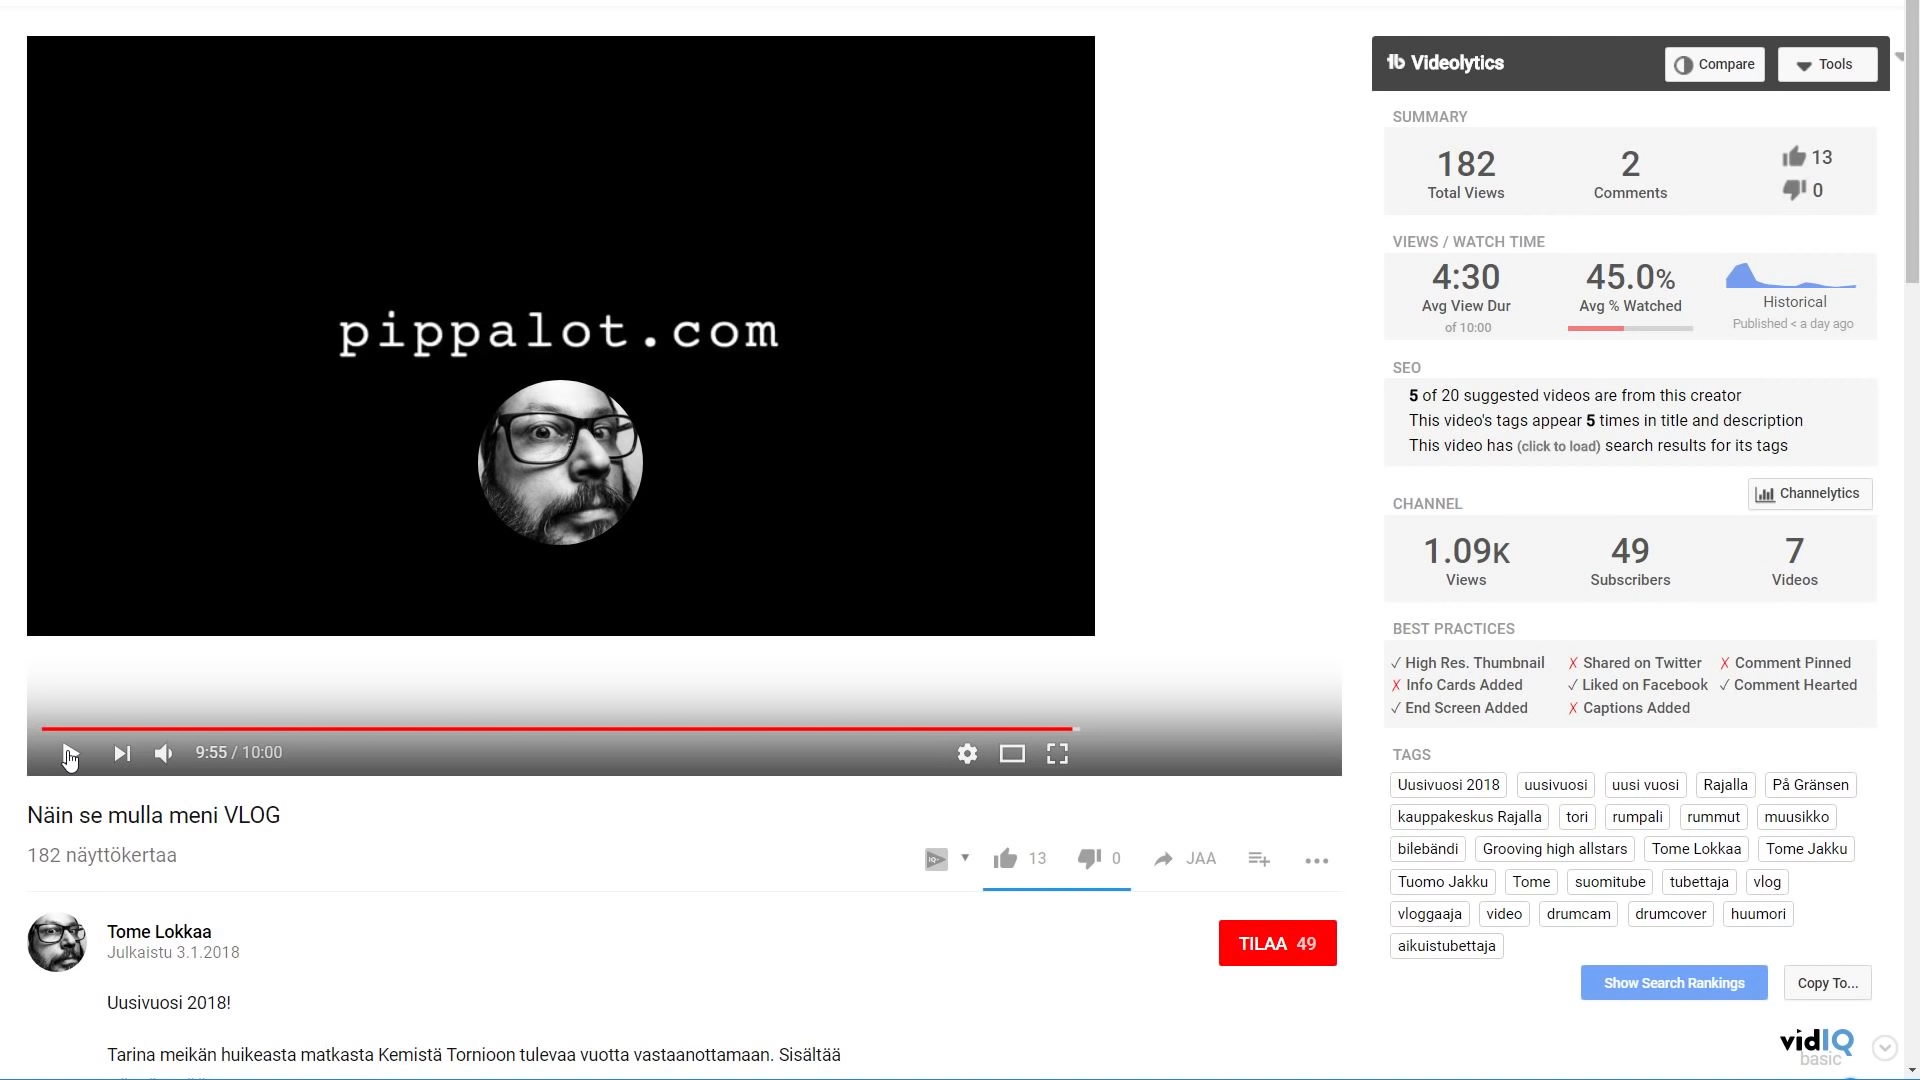 pippalot.com
9:55 / 10:00
Näin se mulla meni VLOG
182 näyttökertaa
13
0
JAA
Tome Lokkaa
Julkaistu 3.1.2018
TILAA 49
Uusivuosi 2018!
Tarina meikän huikeasta matkasta Kemistä Tornioon tulevaa vuotta vastaanottamaan. Sisältää
Videolytics
Compare
Tools
SUMMARY
182
Total Views
2
Comments
13
0
VIEWS / WATCH TIME
4:30
Avg View Dur
of 10:00
45.0%
Avg % Watched
Historical
Published < a day ago
SEO
5 of 20 suggested videos are from this creator
This video's tags appear 5 times in title and description
This video has (click to load) search results for its tags
CHANNEL
Channelytics
1.09K
Views
49
Subscribers
7
Videos
BEST PRACTICES
✓ High Res. Thumbnail ✗ Shared on Twitter ✗ Comment Pinned
✗ Info Cards Added ✓ Liked on Facebook ✓ Comment Hearted
✓ End Screen Added ✗ Captions Added
TAGS
Uusivuosi 2018 uusivuosi uusi vuosi Rajalla På Gränsen
kauppakeskus Rajalla tori rumpali rummut muusikko
bilebändi Grooving high allstars Tome Lokkaa Tome Jakku
Tuomo Jakku Tome suomitube tubettaja vlog
vloggaaja video drumcam drumcover huumori
aikuistubettaja
Show Search Rankings
Copy To...
vidIQ
basic